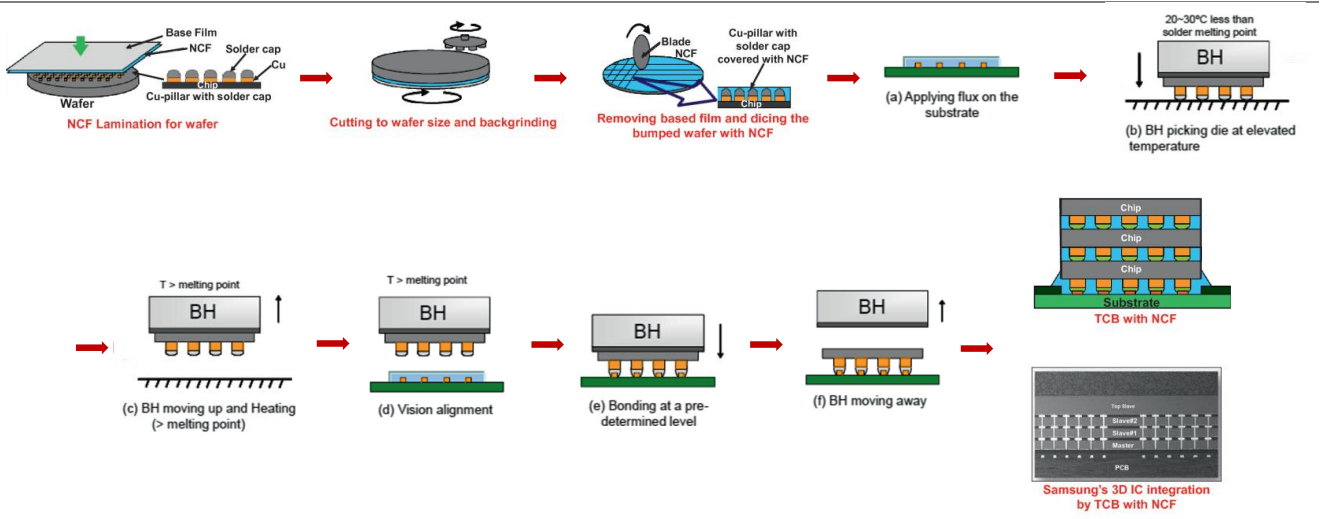 Base Film
NCF
Solder cap
Cu
Chip
Wafer
Cu-pillar with solder cap
NCF Lamination for wafer
Cutting to wafer size and backgrinding
Blade
NCF
Cu-pillar with
solder cap
covered with NCF
Chip
Removing based film and dicing the
bumped wafer with NCF
(a) Applying flux on the
substrate
20~30ºC less than
solder melting point
BH
(b) BH picking die at elevated
temperature
T > melting point
BH
(c) BH moving up and Heating
(> melting point)
T > melting point
BH
(d) Vision alignment
BH
(e) Bonding at a pre-
determined level
BH
(f) BH moving away
Chip
Chip
Chip
Substrate
TCB with NCF
Top Slave
Slave#2
Slave#1
Master
PCB
Samsung's 3D IC integration
by TCB with NCF